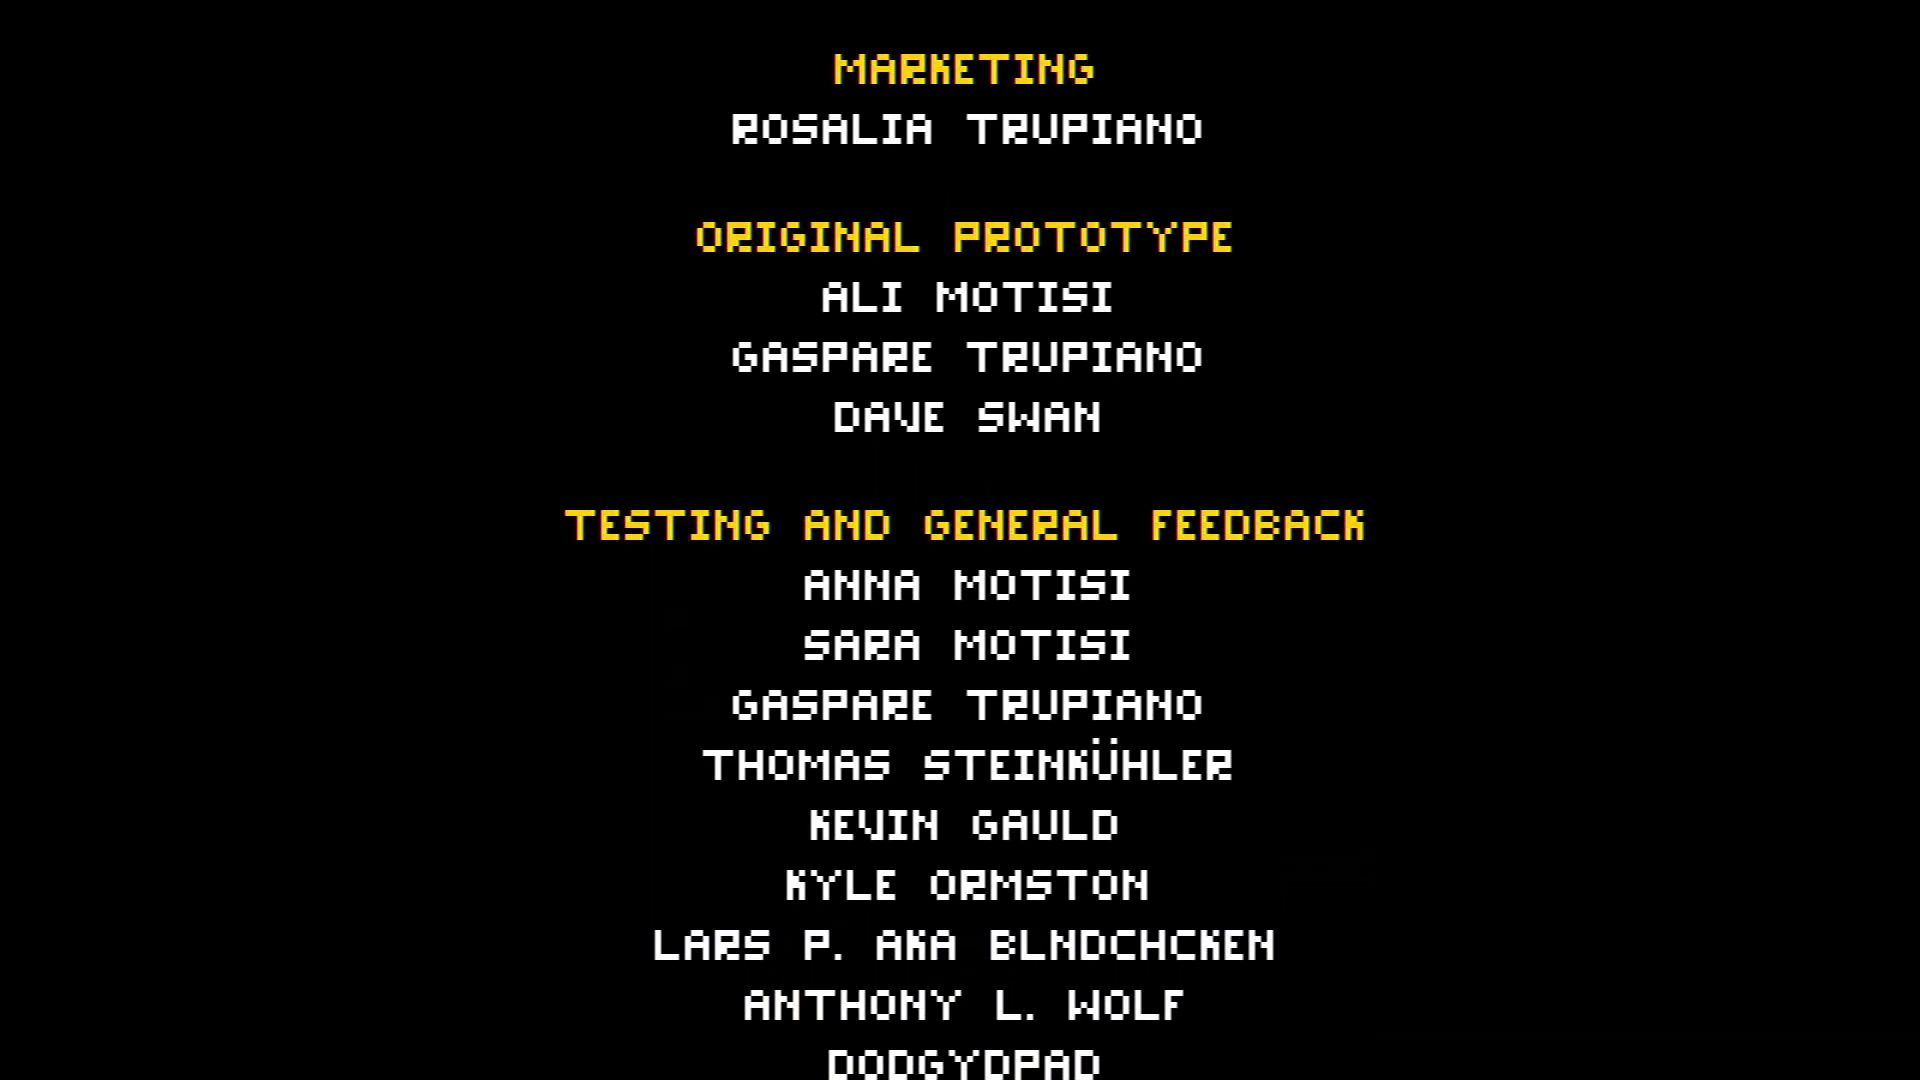 MARKETING
ROSALIA TRUPIANO
ORIGINAL PROTOTYPE
ALI MOTISI
GASPARE TRUPIANO
DAVE SWAN
TESTING AND GENERAL FEEDBACK
ANNA MOTISI
SARA MOTISI
GASPARE TRUPIANO
THOMAS STEINKÜHLER
KEVIN GAULD
KYLE ORMSTON
LARS P. AKA BLNDCHCKEN
ANTHONY L. WOLF
DODGYDPAD